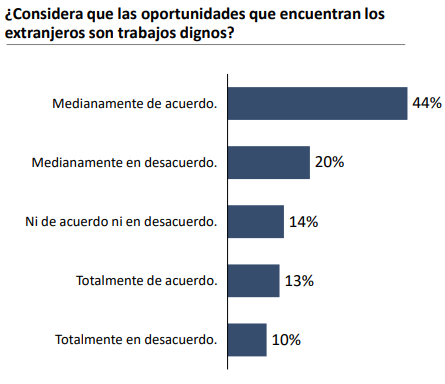 ¿Considera que las oportunidades que encuentran los
extranjeros son trabajos dignos?
Medianamente de acuerdo. 44%
Medianamente en desacuerdo. 20%
Ni de acuerdo ni en desacuerdo. 14%
Totalmente de acuerdo. 13%
Totalmente en desacuerdo. 10%